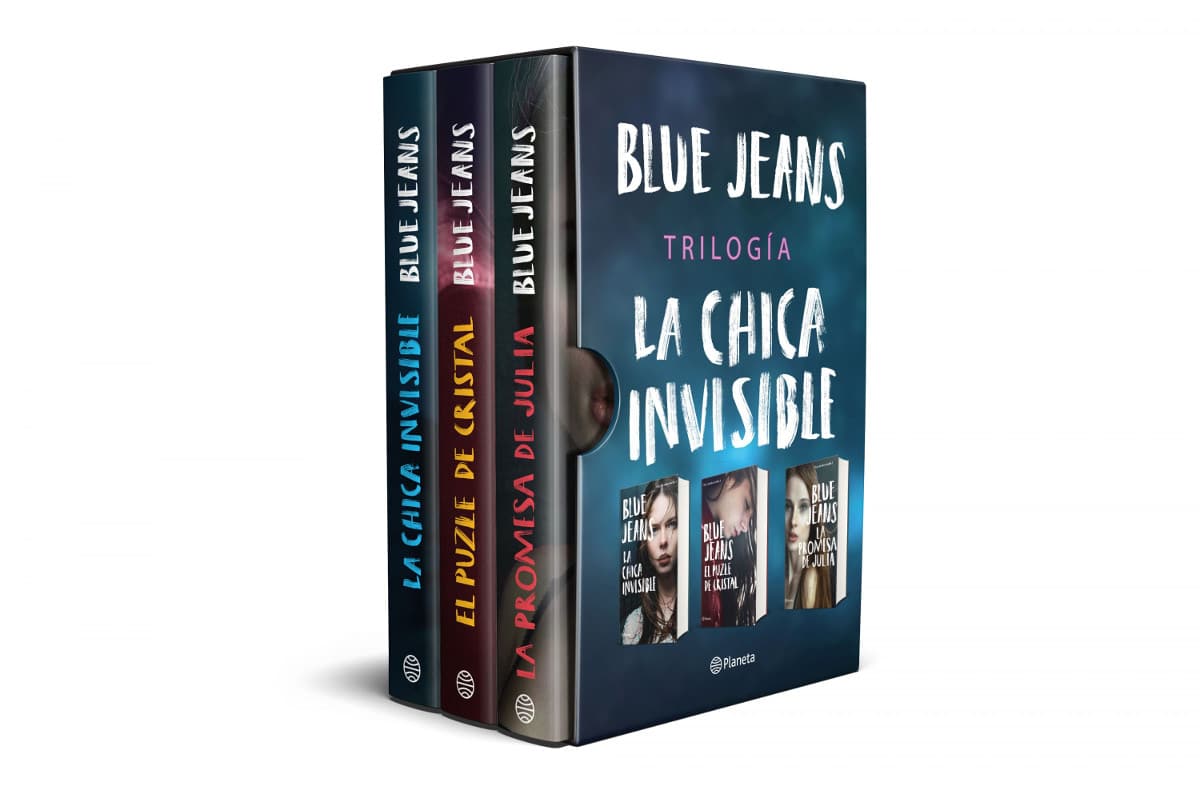 LA CHICA INVISIBLE BLUE JEANS
EL PUZLE DE CRISTAL BLUE JEANS
LA PROMESA DE JULIA BLUE JEANS
BLUE JEANS
TRILOGÍA
LA CHICA
INVISIBLE
BLUE
JEANS
LA
CHICA
INVISIBLE
BLUE
JEANS
EL PUZLE
DE CRISTAL
BLUE
JEANS
LA
PROMESA
DE JULIA
Planeta